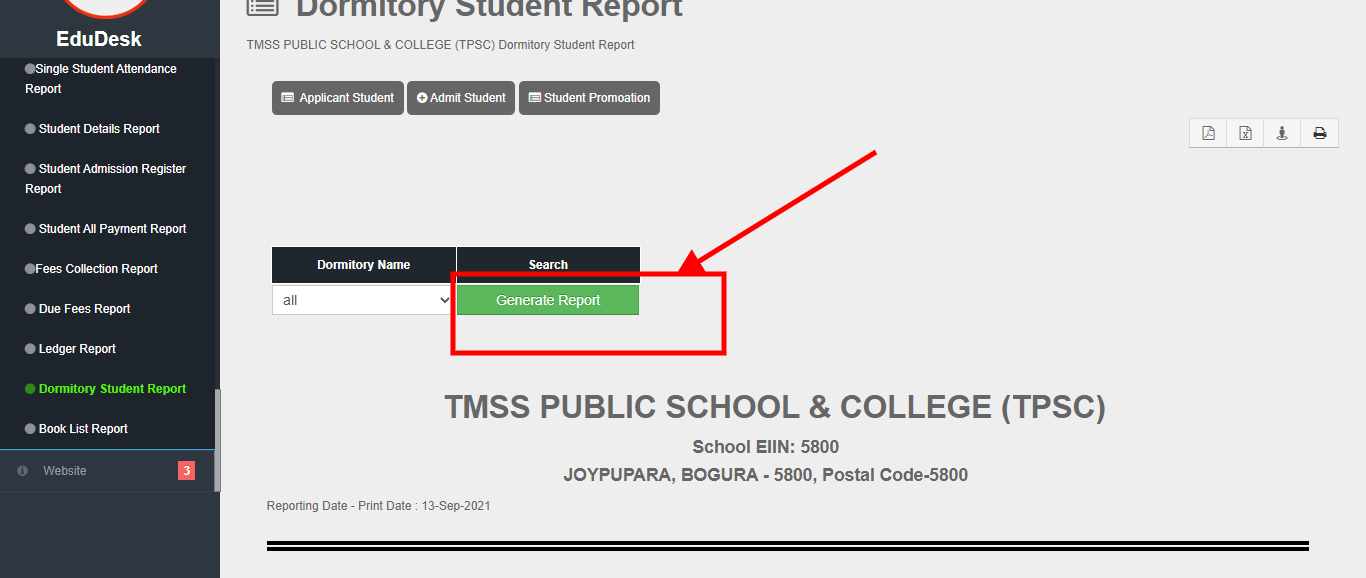 EduDesk
Single Student Attendance
Report
Student Details Report
Student Admission Register
Report
Student All Payment Report
Fees Collection Report
Due Fees Report
Ledger Report
Dormitory Student Report
Book List Report
Website 3
Dormitory Student Report
TMSS PUBLIC SCHOOL & COLLEGE (TPSC) Dormitory Student Report
Applicant Student Admit Student Student Promoation
Dormitory Name Search
all Generate Report
TMSS PUBLIC SCHOOL & COLLEGE (TPSC)
School EIIN: 5800
JOYPUPARA, BOGURA - 5800, Postal Code-5800
Reporting Date - Print Date : 13-Sep-2021